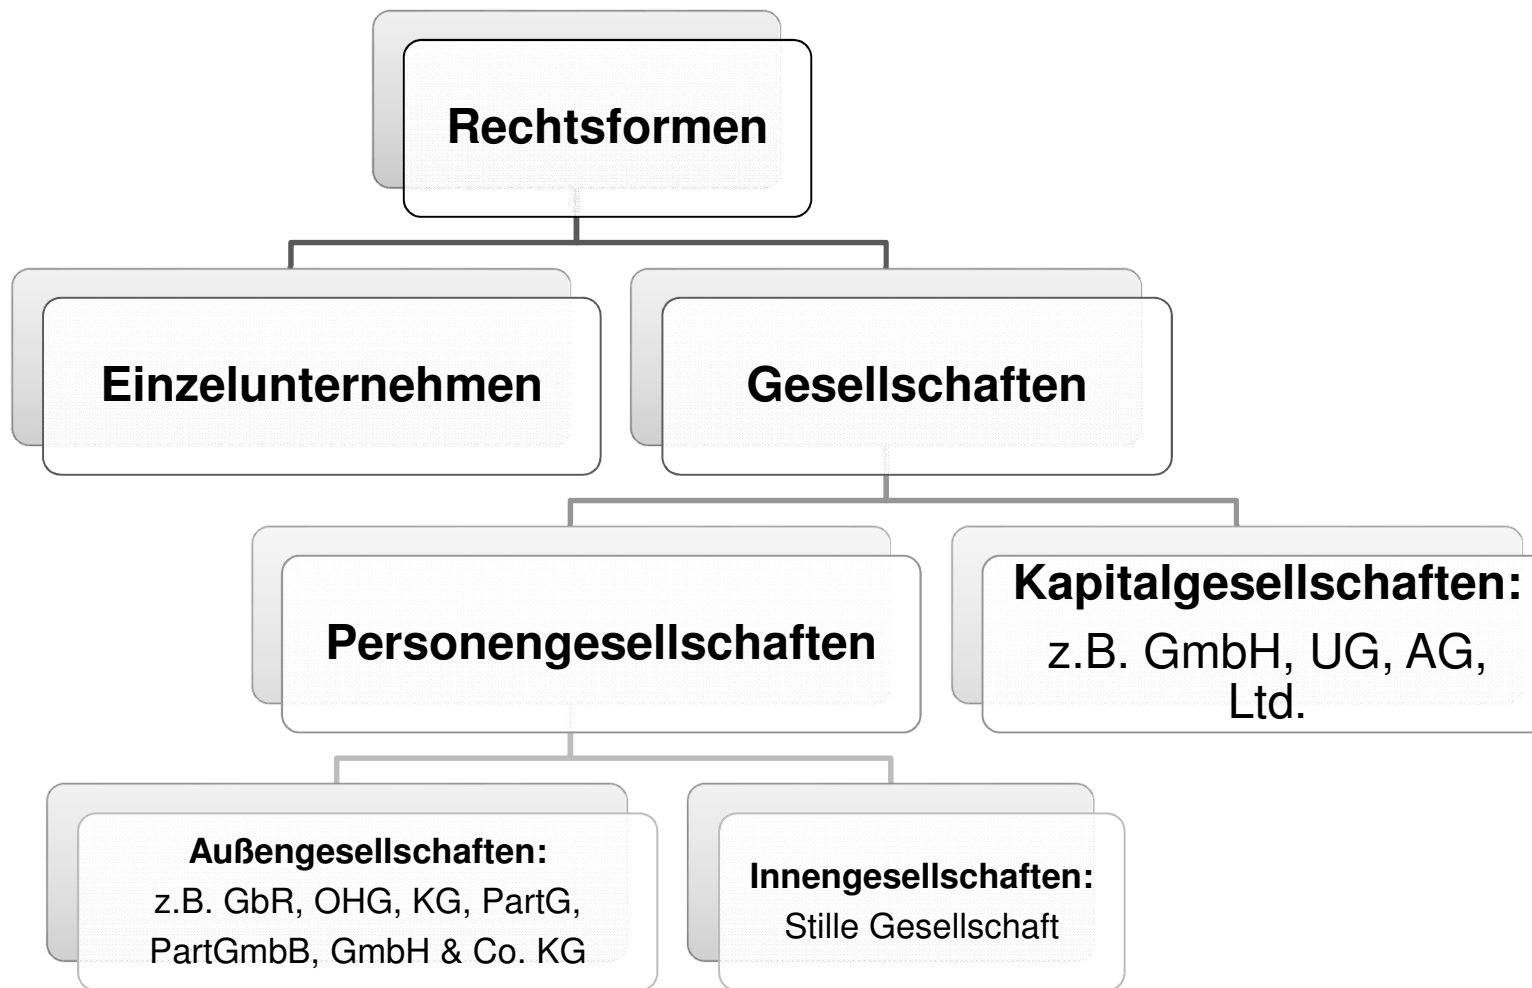 Rechtsformen
Einzelunternehmen
Gesellschaften
Personengesellschaften
Kapitalgesellschaften:
z.B. GmbH, UG, AG,
Ltd.
Außengesellschaften:
z.B. GbR, OHG, KG, PartG,
PartGmbB, GmbH & Co. KG
Innengesellschaften:
Stille Gesellschaft